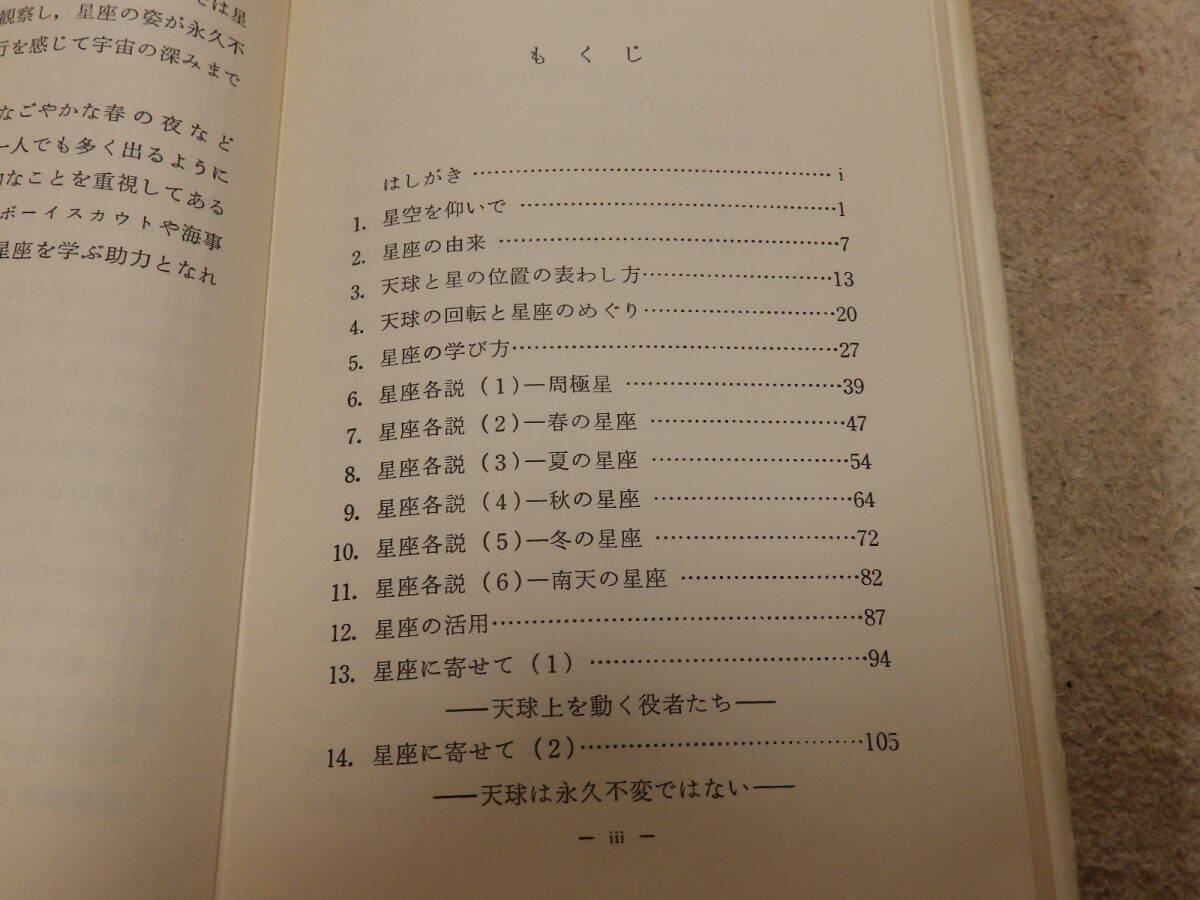 では星
観察し，星座の姿が永久不
行を感じて宇宙の深みまで
なごやかな春の夜など
一人でも多く出るように
なことを重視してある
ボーイスカウトや海事
星座を学ぶ助力となれ
もくじ
はしがき …………………………………………… i
1. 星空を仰いで ……………………………………1
2. 星座の由来 ………………………………………7
3. 天球と星の位置の表わし方……………………13
4. 天球の回転と星座のめぐり……………………20
5. 星座の学び方……………………………………27
6. 星座各説 (1)―問極星 ………………………39
7. 星座各説 (2)―春の星座 ……………………47
8. 星座各説 (3)―夏の星座 ……………………54
9. 星座各説 (4)―秋の星座 ……………………64
10. 星座各説 (5)―冬の星座 ……………………72
11. 星座各説 (6)―南天の星座 …………………82
12. 星座の活用………………………………………87
13. 星座に寄せて (1) ……………………………94
――天球上を動く役者たち――
14. 星座に寄せて (2)……………………………105
――天球は永久不変ではない――
― iii ―